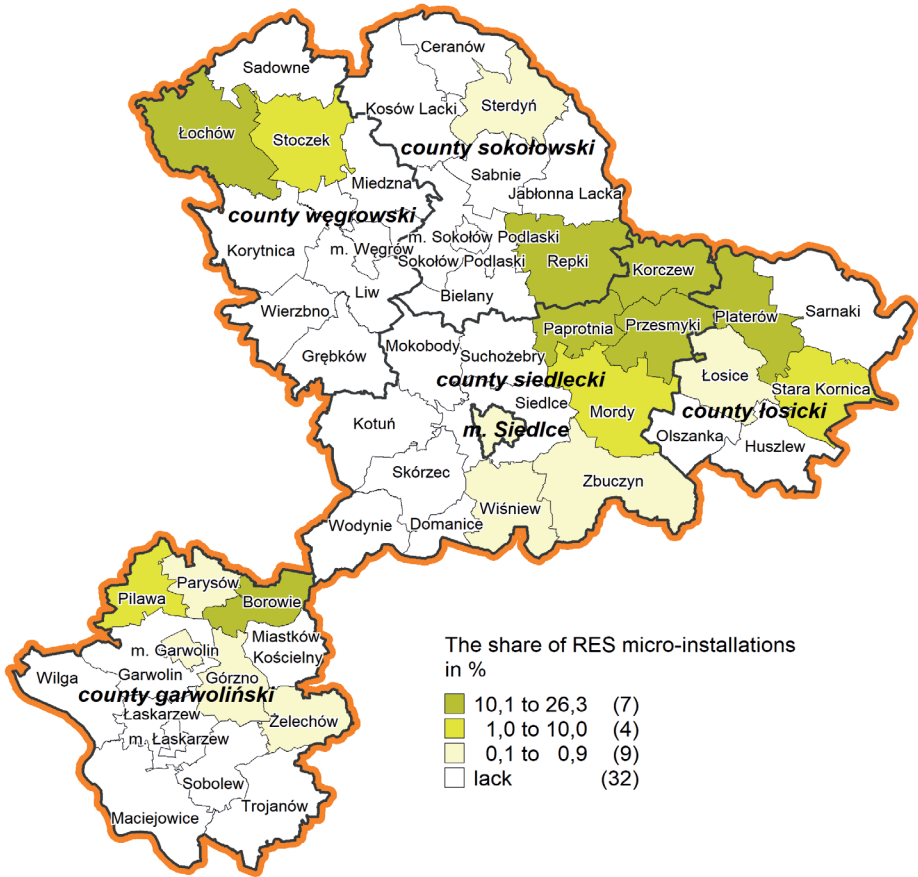 Ceranów
Sadowne
Sterdyń
Kosów Lacki
Łochów
Stoczek
county sokołowski
Sabnie
Miedzna
Jabłonna Lacka
county węgrowski
m. Sokołów Podlaski
Korytnica
m. Węgrów
Sokołów Podlaski
Repki
Korczew
Liw
Bielany
Wierzbno
Paprotnia
Przesmyki
Platerów
Sarnaki
Mokobody
Suchożebry
Grębków
county siedlecki
Łosice
Stara Kornica
Siedlce
Mordy
county łosicki
Kotuń
m. Siedlce
Olszanka
Huszlew
Skórzec
Zbuczyn
Wiśniew
Wodynie
Domanice
Parysów
Pilawa
Borowie
Miastków
Kościelny
m. Garwolin
Wilga
Garwolin
Górzno
county garwoliński
Łaskarzew
Żelechów
m. Łaskarzew
Sobolew
Trojanów
Maciejowice
The share of RES micro-installations
in %
10,1 to 26,3 (7)
1,0 to 10,0 (4)
0,1 to 0,9 (9)
lack (32)